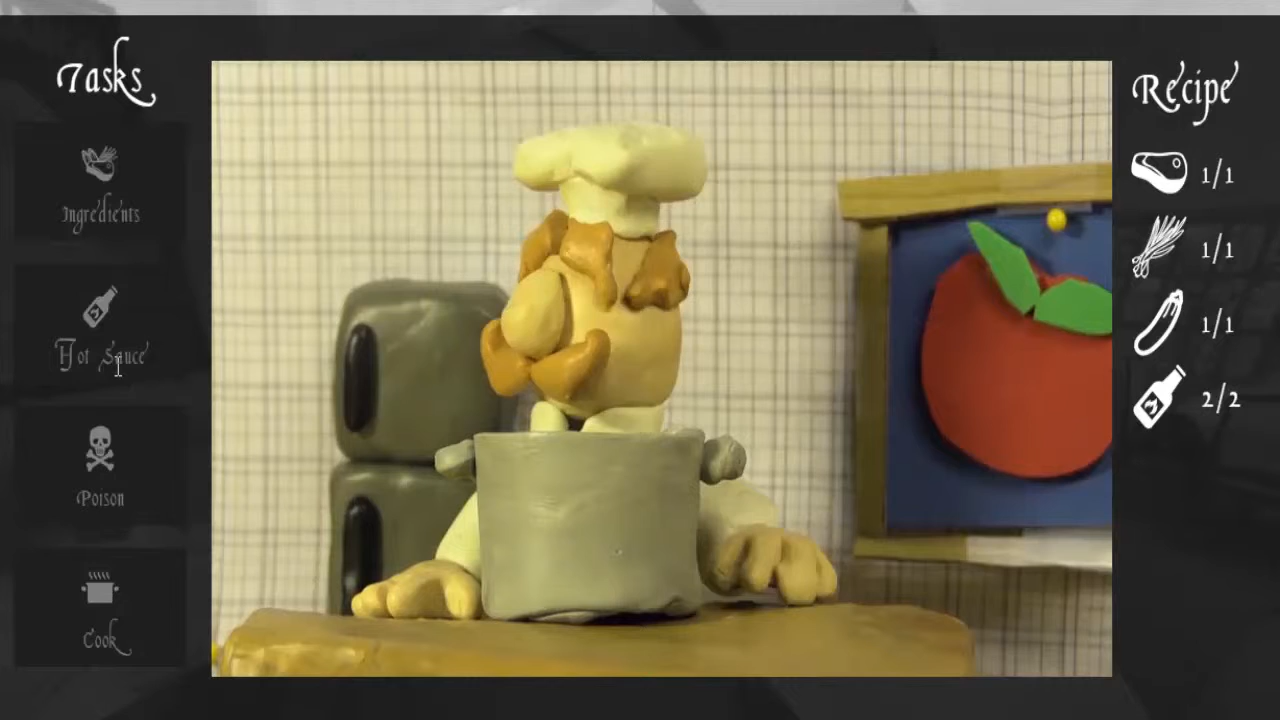 Tasks
Ingredients
Hot Sauce
Poison
Cook
Recipe
1/1
1/1
1/1
2/2